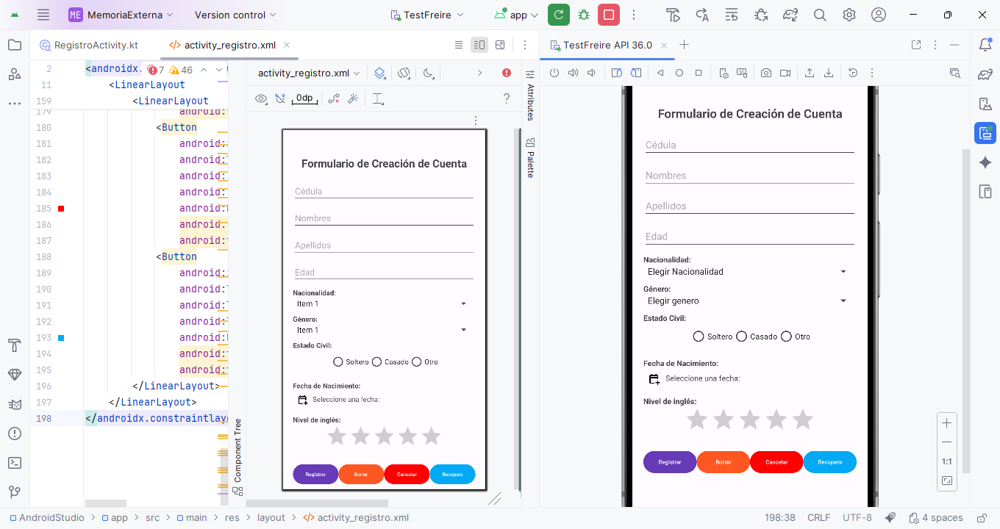 ME MemoriaExterna Version control TestFreire app
RegistroActivity.kt activity_registro.xml TestFreire API 36.0
activity_registro.xml
0dp
7 46
2 <androidx.
11 <LinearLayout
159 <LinearLayout
179 android:
180 <Button
181 android:
182 android:
183 android:
184 android:
185 android:
186 android:
187 android:
188 <Button
189 android:
190 android:
191 android:
192 android:
193 android:
194 android:
195 android:
196 </LinearLayout>
197 </LinearLayout>
198 </androidx.constraintlay
Component Tree
Formulario de Creación de Cuenta
Cédula
Nombres
Apellidos
Edad
Nacionalidad:
Item 1
Género:
Item 1
Estado Civil:
Soltero Casado Otro
Fecha de Nacimiento:
Seleccione una fecha:
Nivel de inglés:
Registrar Borrar Cancelar Recupera
Attributes
Palette
Formulario de Creación de Cuenta
Cédula
Nombres
Apellidos
Edad
Nacionalidad:
Elegir Nacionalidad
Género:
Elegir genero
Estado Civil:
Soltero Casado Otro
Fecha de Nacimiento:
Seleccione una fecha:
Nivel de inglés:
Registrar Borrar Cancelar Recupera
1:1
AndroidStudio > app > src > main > res > layout > activity_registro.xml 198:38 CRLF UTF-8 4 spaces